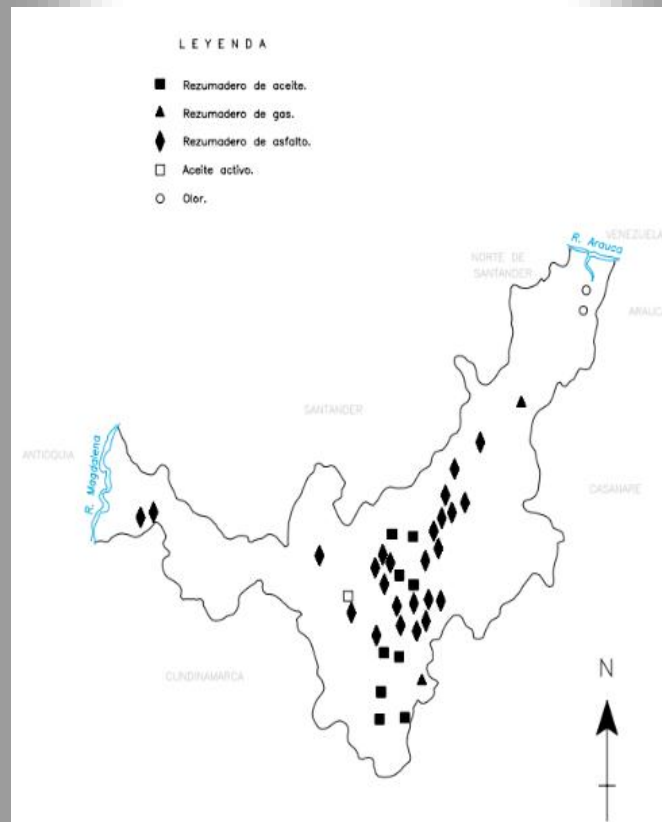 LEYENDA
Rezumadero de aceite.
Rezumadero de gas.
Rezumadero de asfalto.
Aceite activo.
Olor.
R. Arauca
VENEZUELA
NORTE DE
SANTANDER
ARAUCA
SANTANDER
ANTIOQUIA
R. Magdalena
CASANARE
CUNDINAMARCA
N